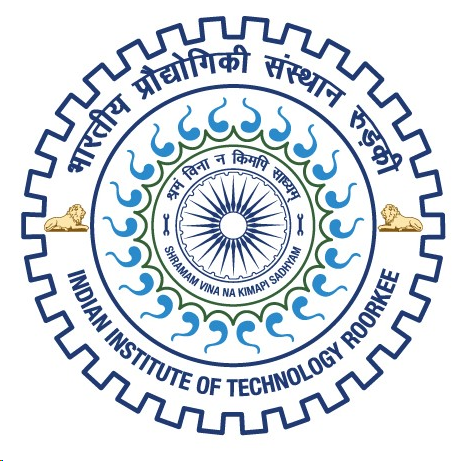 भारतीय प्रौद्योगिकी संस्थान रुड़की
श्रमं विना न किमपि साध्यम्
SHRAMAM VINA NA KIMAPI SADHYAM
INDIAN INSTITUTE OF TECHNOLOGY ROORKEE